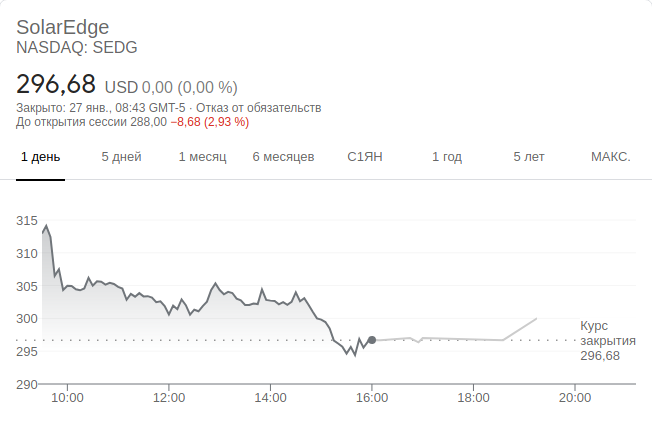 SolarEdge
NASDAQ: SEDG
296,68 USD 0,00 (0,00 %)
Закрыто: 27 янв., 08:43 GMT-5 · Отказ от обязательств
До открытия сессии 288,00 −8,68 (2,93 %)
1 день 5 дней 1 месяц 6 месяцев С1ЯН 1 год 5 лет МАКС.
315
310
305
300
295
290
Курс
закрытия
296,68
10:00 12:00 14:00 16:00 18:00 20:00